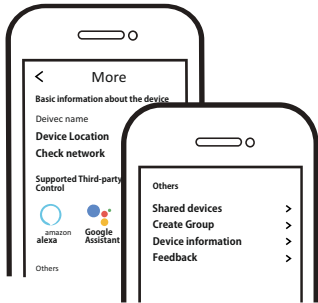 More
Basic information about the device
Deivec name
Device Location
Check network
Supported Third-party
Control
amazon
alexa
Google
Assistant
Others
Others
Shared devices
Create Group
Device information
Feedback